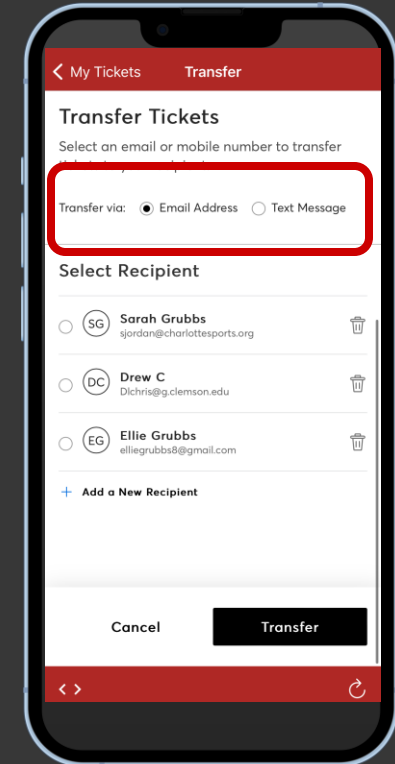 My Tickets Transfer
Transfer Tickets
Select an email or mobile number to transfer
Transfer via: Email Address Text Message
Select Recipient
SG Sarah Grubbs
sjordan@charlottesports.org
DC Drew C
Dlchris@g.clemson.edu
EG Ellie Grubbs
elliegrubbs8@gmail.com
+ Add a New Recipient
Cancel Transfer